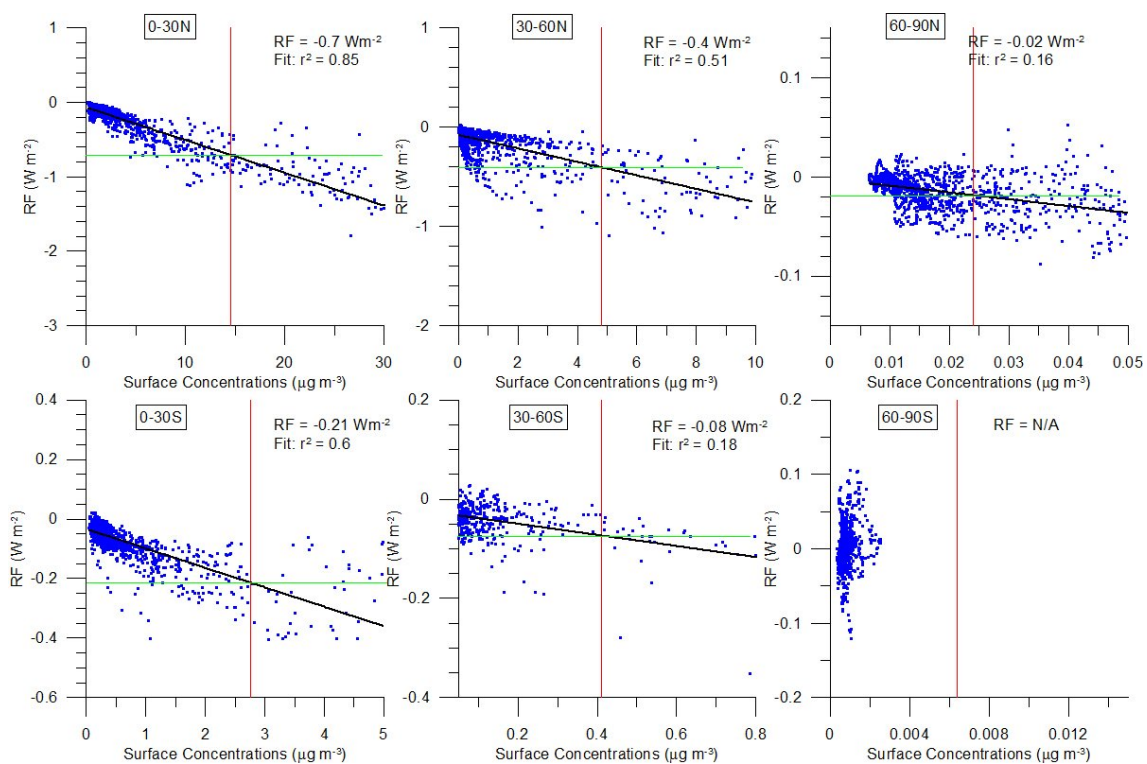 0-30N
RF = -0.7 Wm⁻²
Fit: r² = 0.85
RF (W m⁻²)
1
0
-1
-2
-3
0
10
20
30
Surface Concentrations (µg m⁻³)
30-60N
RF = -0.4 Wm⁻²
Fit: r² = 0.51
RF (W m⁻²)
1
0
-1
-2
0
2
4
6
8
10
Surface Concentrations (µg m⁻³)
60-90N
RF = -0.02 Wm⁻²
Fit: r² = 0.16
RF (W m⁻²)
0.1
0
-0.1
0
0.01
0.02
0.03
0.04
0.05
Surface Concentrations (µg m⁻³)
0-30S
RF = -0.21 Wm⁻²
Fit: r² = 0.6
RF (W m⁻²)
0.4
0.2
0
-0.2
-0.4
-0.6
0
1
2
3
4
5
Surface Concentrations (µg m⁻³)
30-60S
RF = -0.08 Wm⁻²
Fit: r² = 0.18
RF (W m⁻²)
0.2
0
-0.2
-0.4
0.2
0.4
0.6
0.8
Surface Concentrations (µg m⁻³)
60-90S
RF = N/A
RF (W m⁻²)
0.2
0.1
0
-0.1
-0.2
0
0.004
0.008
0.012
Surface Concentrations (µg m⁻³)